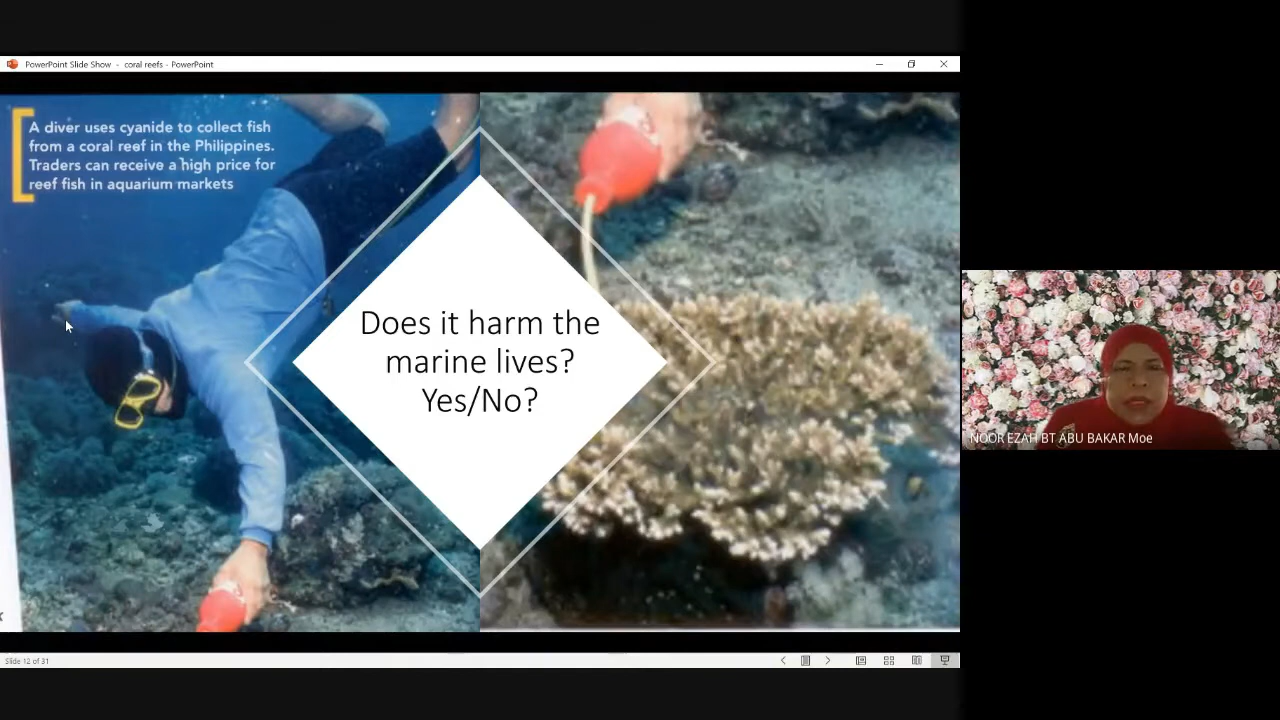 PowerPoint Slide Show - coral reefs - PowerPoint
A diver uses cyanide to collect fish
from a coral reef in the Philippines.
Traders can receive a high price for
reef fish in aquarium markets
Does it harm the
marine lives?
Yes/No?
NOOR EZAH BT ABU BAKAR Moe
Slide 12 of 31